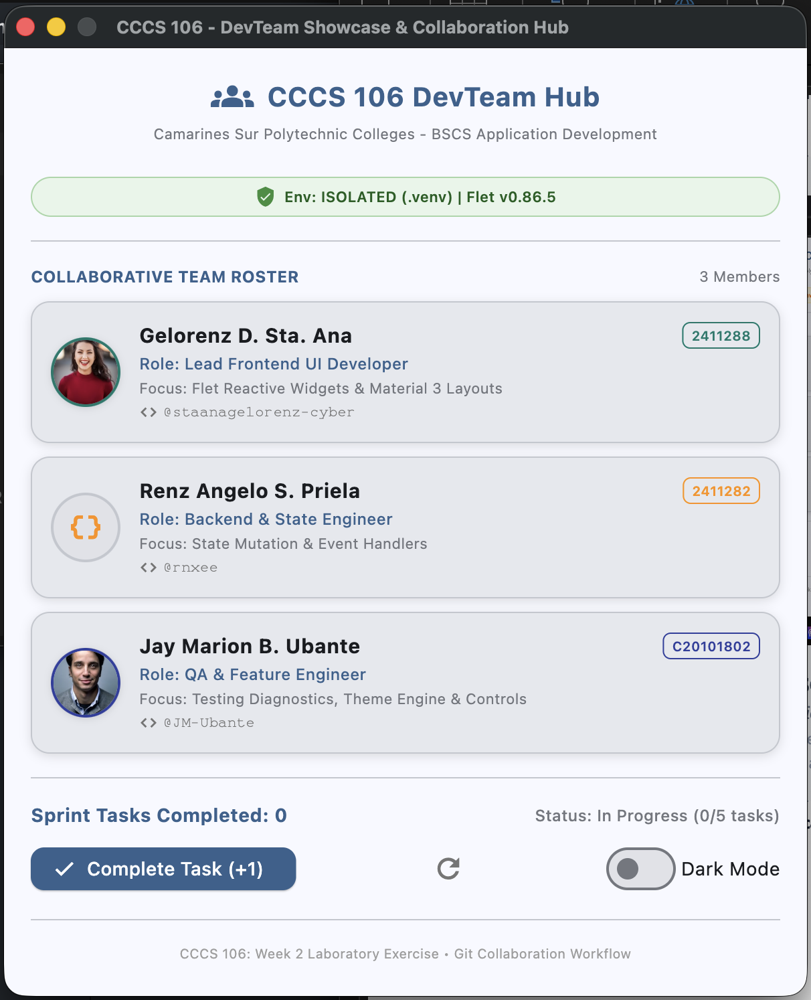 CCCS 106 - DevTeam Showcase & Collaboration Hub
CCCS 106 DevTeam Hub
Camarines Sur Polytechnic Colleges - BSCS Application Development
Env: ISOLATED (.venv) | Flet v0.86.5
COLLABORATIVE TEAM ROSTER
3 Members
Gelorenz D. Sta. Ana
2411288
Role: Lead Frontend UI Developer
Focus: Flet Reactive Widgets & Material 3 Layouts
@staanagelorenz-cyber
Renz Angelo S. Priela
2411282
Role: Backend & State Engineer
Focus: State Mutation & Event Handlers
@rnxee
Jay Marion B. Ubante
C20101802
Role: QA & Feature Engineer
Focus: Testing Diagnostics, Theme Engine & Controls
@JM-Ubante
Sprint Tasks Completed: 0
Status: In Progress (0/5 tasks)
Complete Task (+1)
Dark Mode
CCCS 106: Week 2 Laboratory Exercise • Git Collaboration Workflow